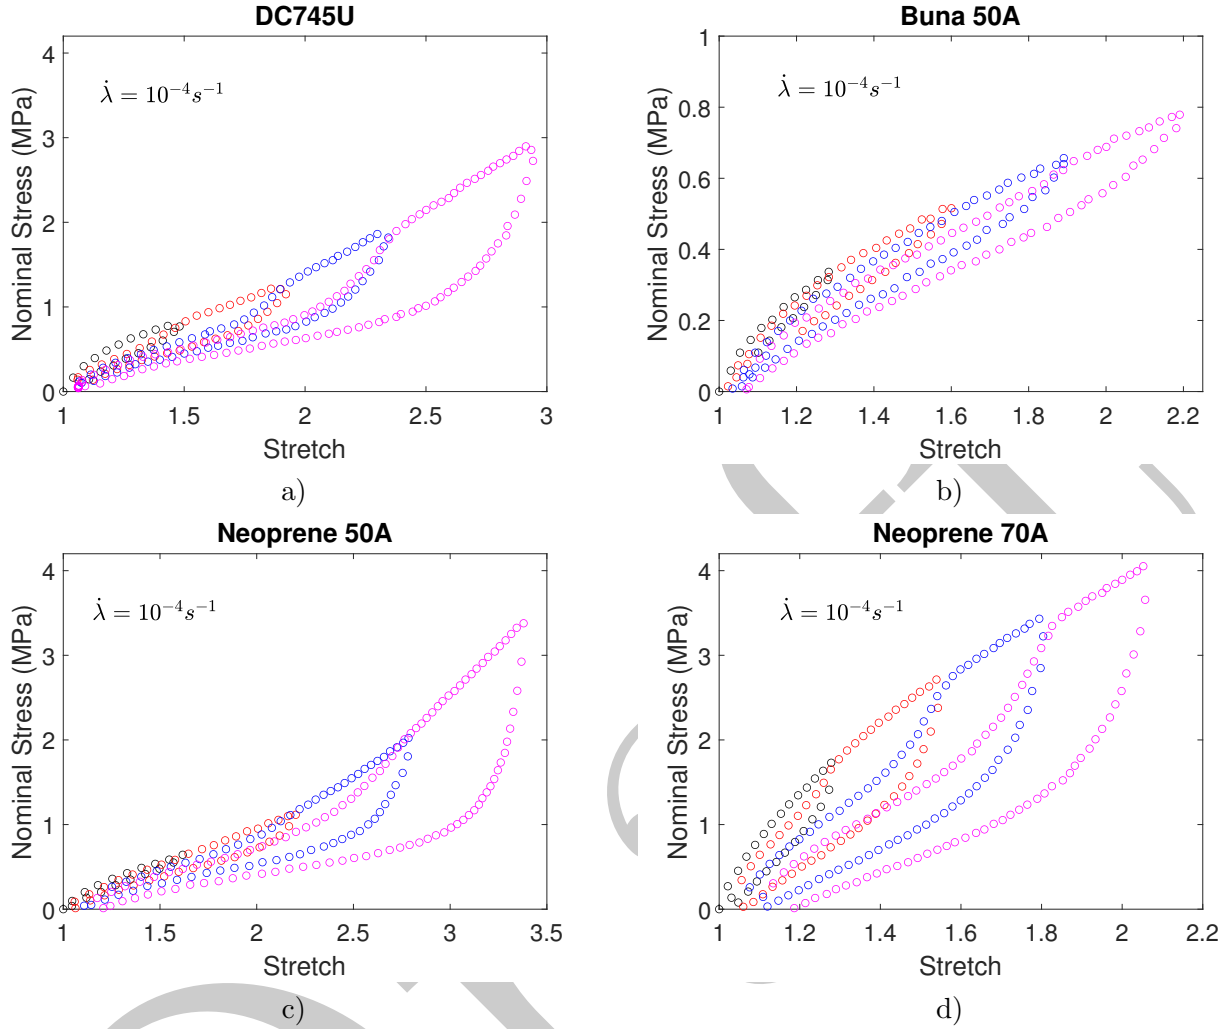 DC745U
Nominal Stress (MPa)
4
3
2
1
0
λ̇ = 10⁻⁴s⁻¹
1
1.5
2
2.5
3
Stretch
a)
Buna 50A
Nominal Stress (MPa)
1
0.8
0.6
0.4
0.2
0
λ̇ = 10⁻⁴s⁻¹
1
1.2
1.4
1.6
1.8
2
2.2
Stretch
b)
Neoprene 50A
Nominal Stress (MPa)
4
3
2
1
0
λ̇ = 10⁻⁴s⁻¹
1
1.5
2
2.5
3
3.5
Stretch
c)
Neoprene 70A
Nominal Stress (MPa)
4
3
2
1
0
λ̇ = 10⁻⁴s⁻¹
1
1.2
1.4
1.6
1.8
2
2.2
Stretch
d)